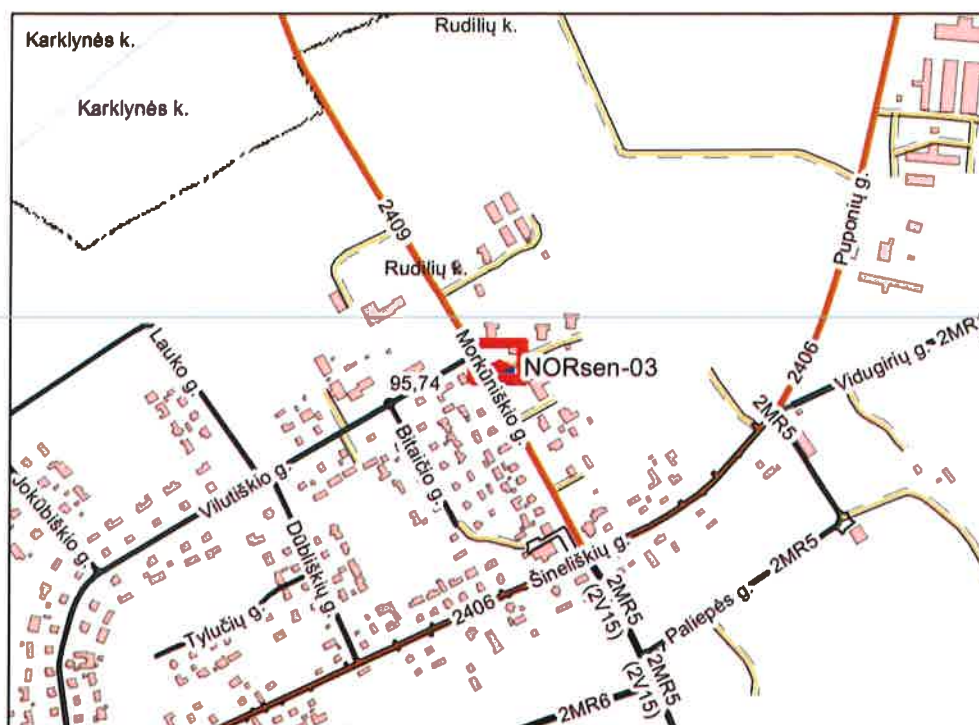 Karklynės k.
Rudilių k.
Karklynės k.
2409
Puponių g.
Rudilių k.
Lauko g.
Morkūniškio g.
NORsen-03
95,74
2406
Vidugirių g.
2MR
2MR5
Bitaičio g.
Jokūbiškio g.
Vilutiškio g.
Dūbliškių g.
Šineliškių g.
2MR5
2406
2MR5
(2V15)
Tylučių g.
Paliepės g.
2MR5
(2V15)
2MR6